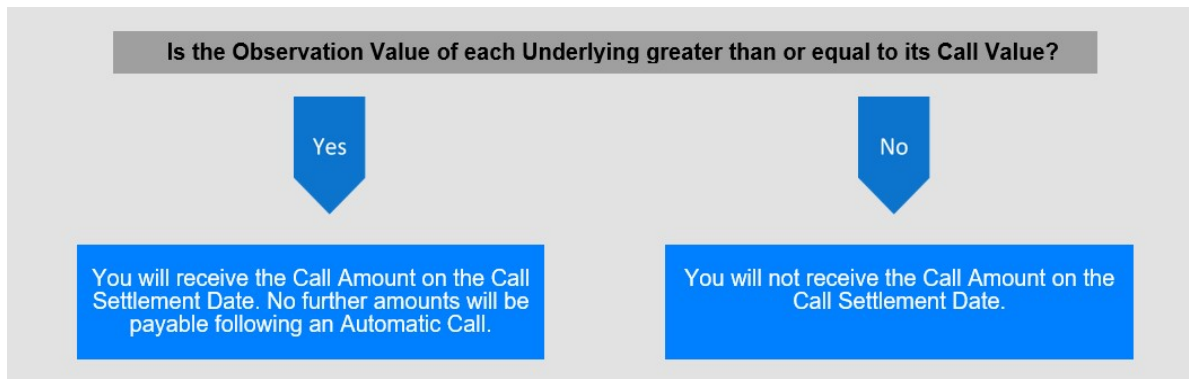 Is the Observation Value of each Underlying greater than or equal to its Call Value?
Yes
No
You will receive the Call Amount on the Call
Settlement Date. No further amounts will be
payable following an Automatic Call.
You will not receive the Call Amount on the
Call Settlement Date.